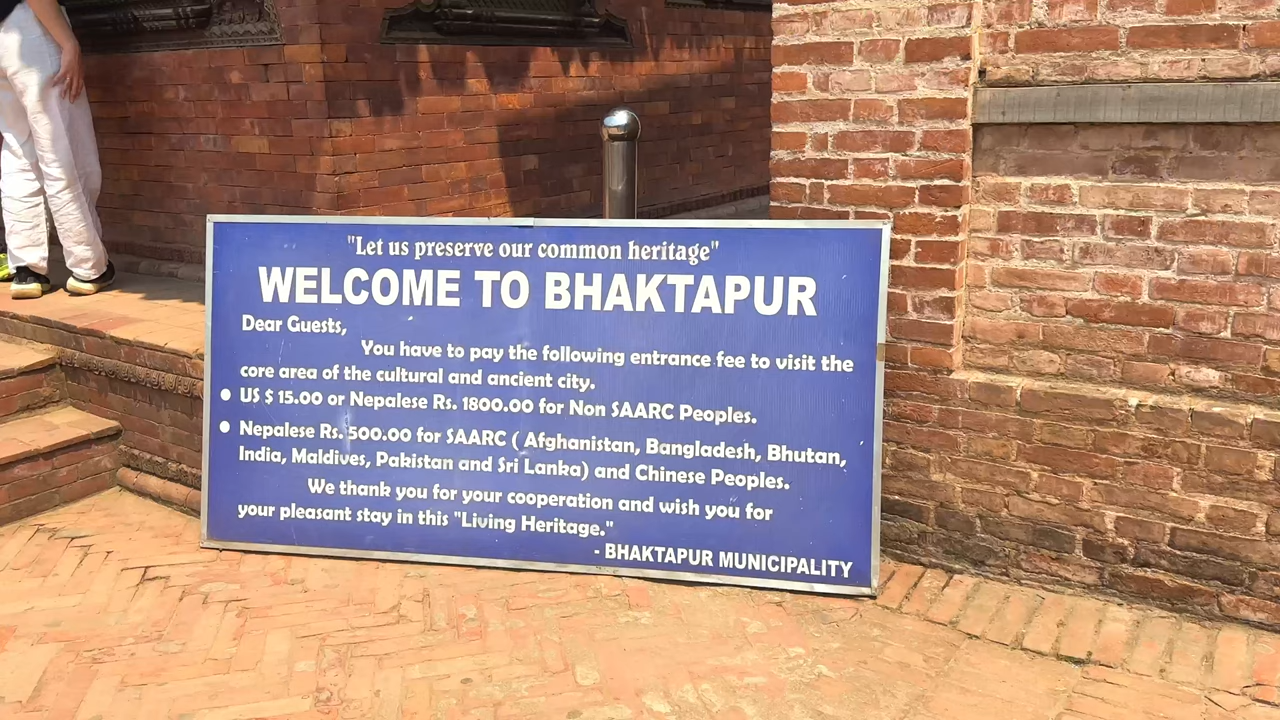 "Let us preserve our common heritage"
WELCOME TO BHAKTAPUR
Dear Guests,
You have to pay the following entrance fee to visit the
core area of the cultural and ancient city.
• US $ 15.00 or Nepalese Rs. 1800.00 for Non SAARC Peoples.
• Nepalese Rs. 500.00 for SAARC ( Afghanistan, Bangladesh, Bhutan,
India, Maldives, Pakistan and Sri Lanka) and Chinese Peoples.
We thank you for your cooperation and wish you for
your pleasant stay in this "Living Heritage."
- BHAKTAPUR MUNICIPALITY